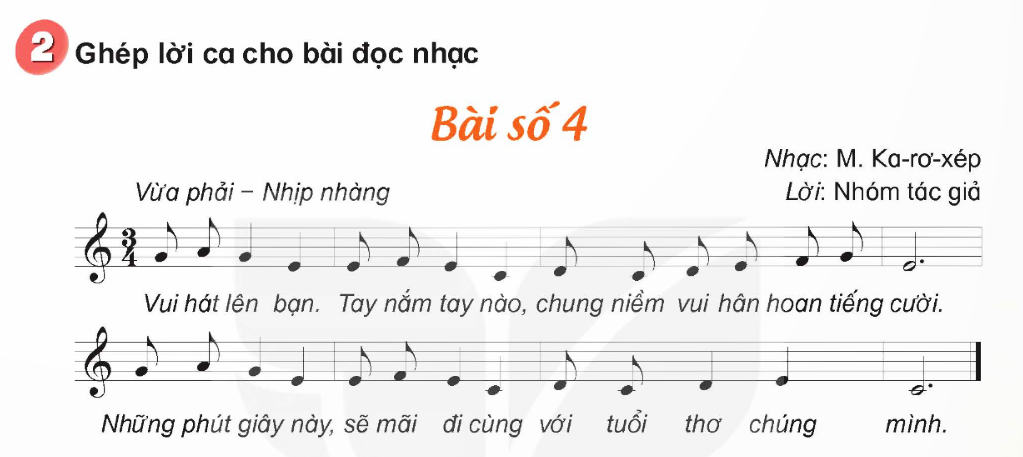 2 Ghép lời ca cho bài đọc nhạc
Bài số 4
Nhạc: M. Ka-rơ-xép
Vừa phải – Nhịp nhàng
Lời: Nhóm tác giả
3
4
Vui hát lên bạn. Tay nắm tay nào, chung niềm vui hân hoan tiếng cười.
Những phút giây này, sẽ mãi đi cùng với tuổi thơ chúng mình.